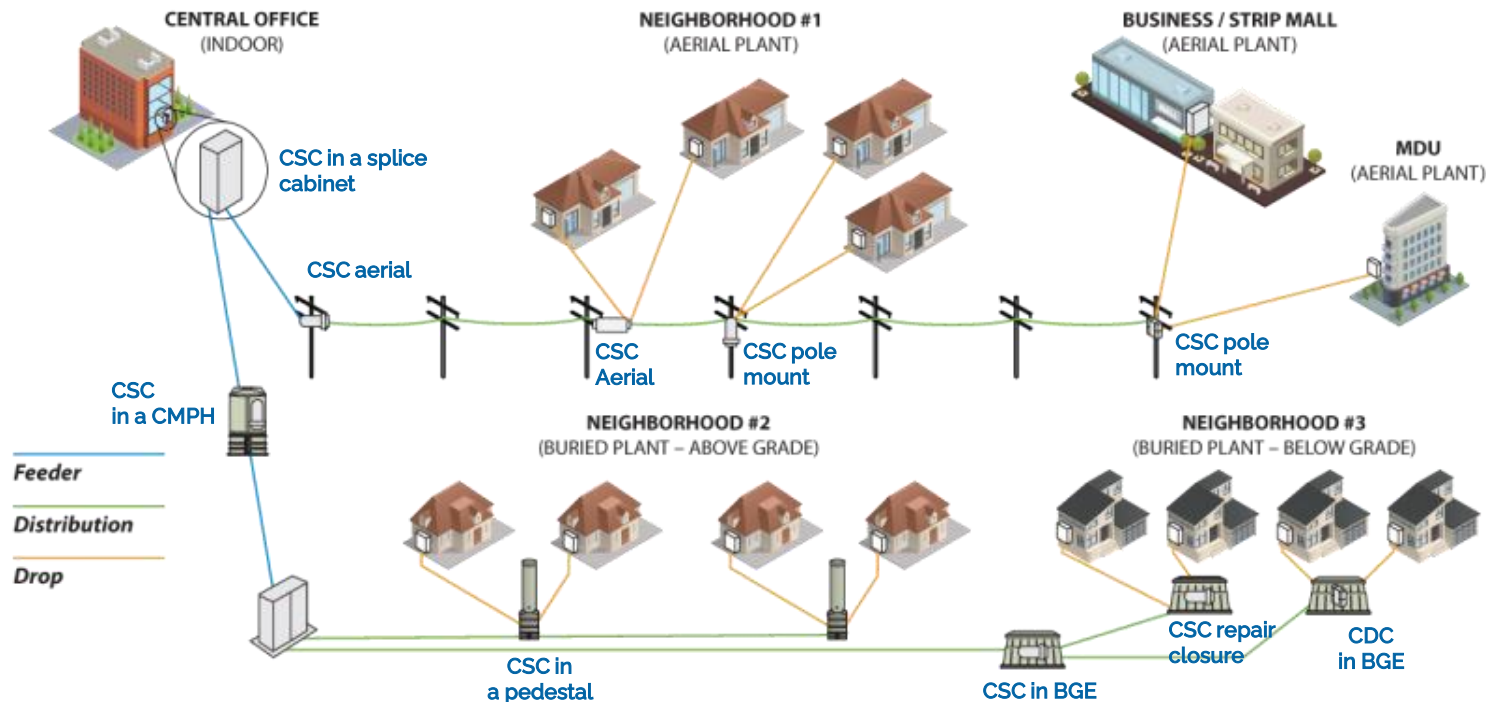 CENTRAL OFFICE
(INDOOR)
NEIGHBORHOOD #1
(AERIAL PLANT)
BUSINESS / STRIP MALL
(AERIAL PLANT)
MDU
(AERIAL PLANT)
CSC in a splice
cabinet
CSC aerial
CSC
Aerial
CSC pole
mount
CSC pole
mount
CSC
in a CMPH
Feeder
Distribution
Drop
NEIGHBORHOOD #2
(BURIED PLANT – ABOVE GRADE)
NEIGHBORHOOD #3
(BURIED PLANT – BELOW GRADE)
CSC in
a pedestal
CSC in BGE
CSC repair
closure
CDC
in BGE